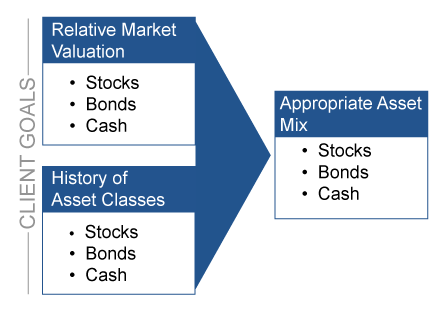 CLIENT GOALS
Relative Market
Valuation
• Stocks
• Bonds
• Cash
History of
Asset Classes
• Stocks
• Bonds
• Cash
Appropriate Asset
Mix
• Stocks
• Bonds
• Cash